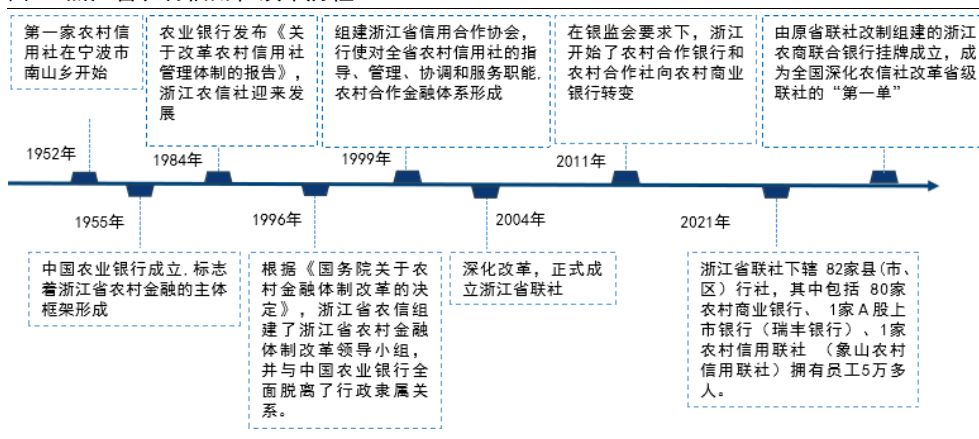 第一家农村
信用社在宁波市
南山乡开始
农业银行发布《关
于改革农村信用社
管理体制的报告》，
浙江农信社迎来发
展
组建浙江省信用合作协会，
行使对全省农村信用社的指
导、管理、协调和服务职能.
农村合作金融体系形成
在银监会要求下，浙江
开始了农村合作银行和
农村合作社向农村商业
银行转变
由原省联社改制组建的浙江
农商联合银行挂牌成立，成
为全国深化农信社改革省级
联社的“第一单”
1952年
1984年
1999年
2011年
1955年
1996年
2004年
2021年
中国农业银行成立.标志
着浙江省农村金融的主体
框架形成
根据《国务院关于农
村金融体制改革的决
定》，浙江省农信组
建了浙江省农村金融
体制改革领导小组，
并与中国农业银行全
面脱离了行政隶属关
系。
深化改革，正式成
立浙江省联社
浙江省联社下辖 82家县(市、
区）行社，其中包括 80家
农村商业银行、 1家A股上
市银行（瑞丰银行）、1家
农村信用联社 （象山农村
信用联社）拥有员工5万多
人。